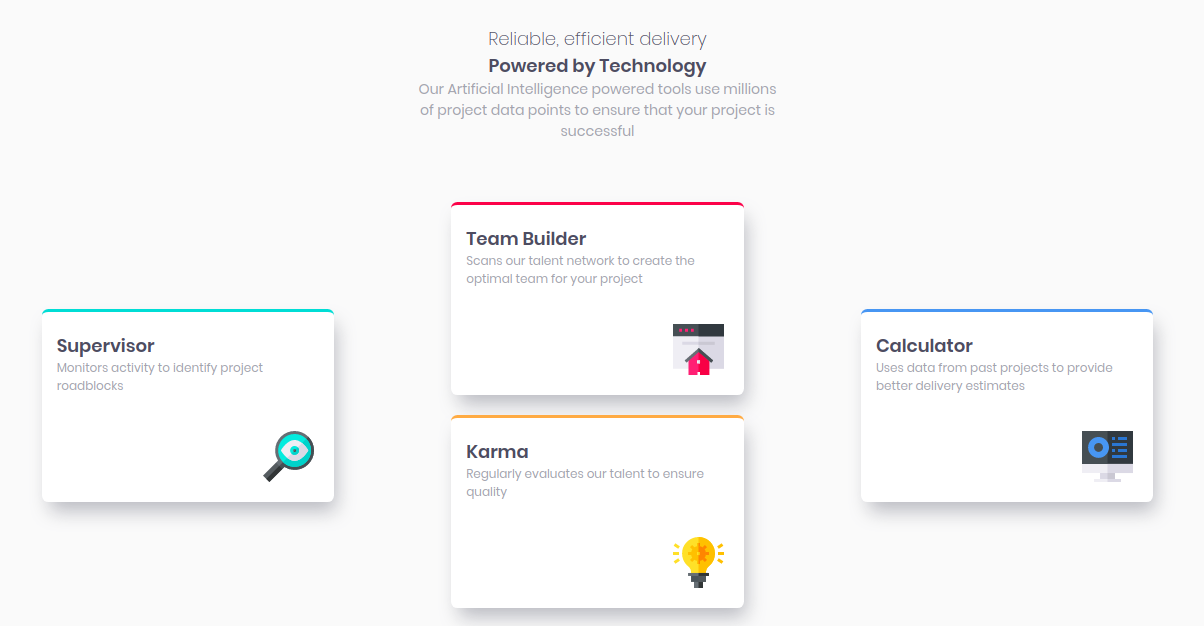 Reliable, efficient delivery
Powered by Technology
Our Artificial Intelligence powered tools use millions
of project data points to ensure that your project is
successful
Supervisor
Monitors activity to identify project
roadblocks
Team Builder
Scans our talent network to create the
optimal team for your project
Karma
Regularly evaluates our talent to ensure
quality
Calculator
Uses data from past projects to provide
better delivery estimates